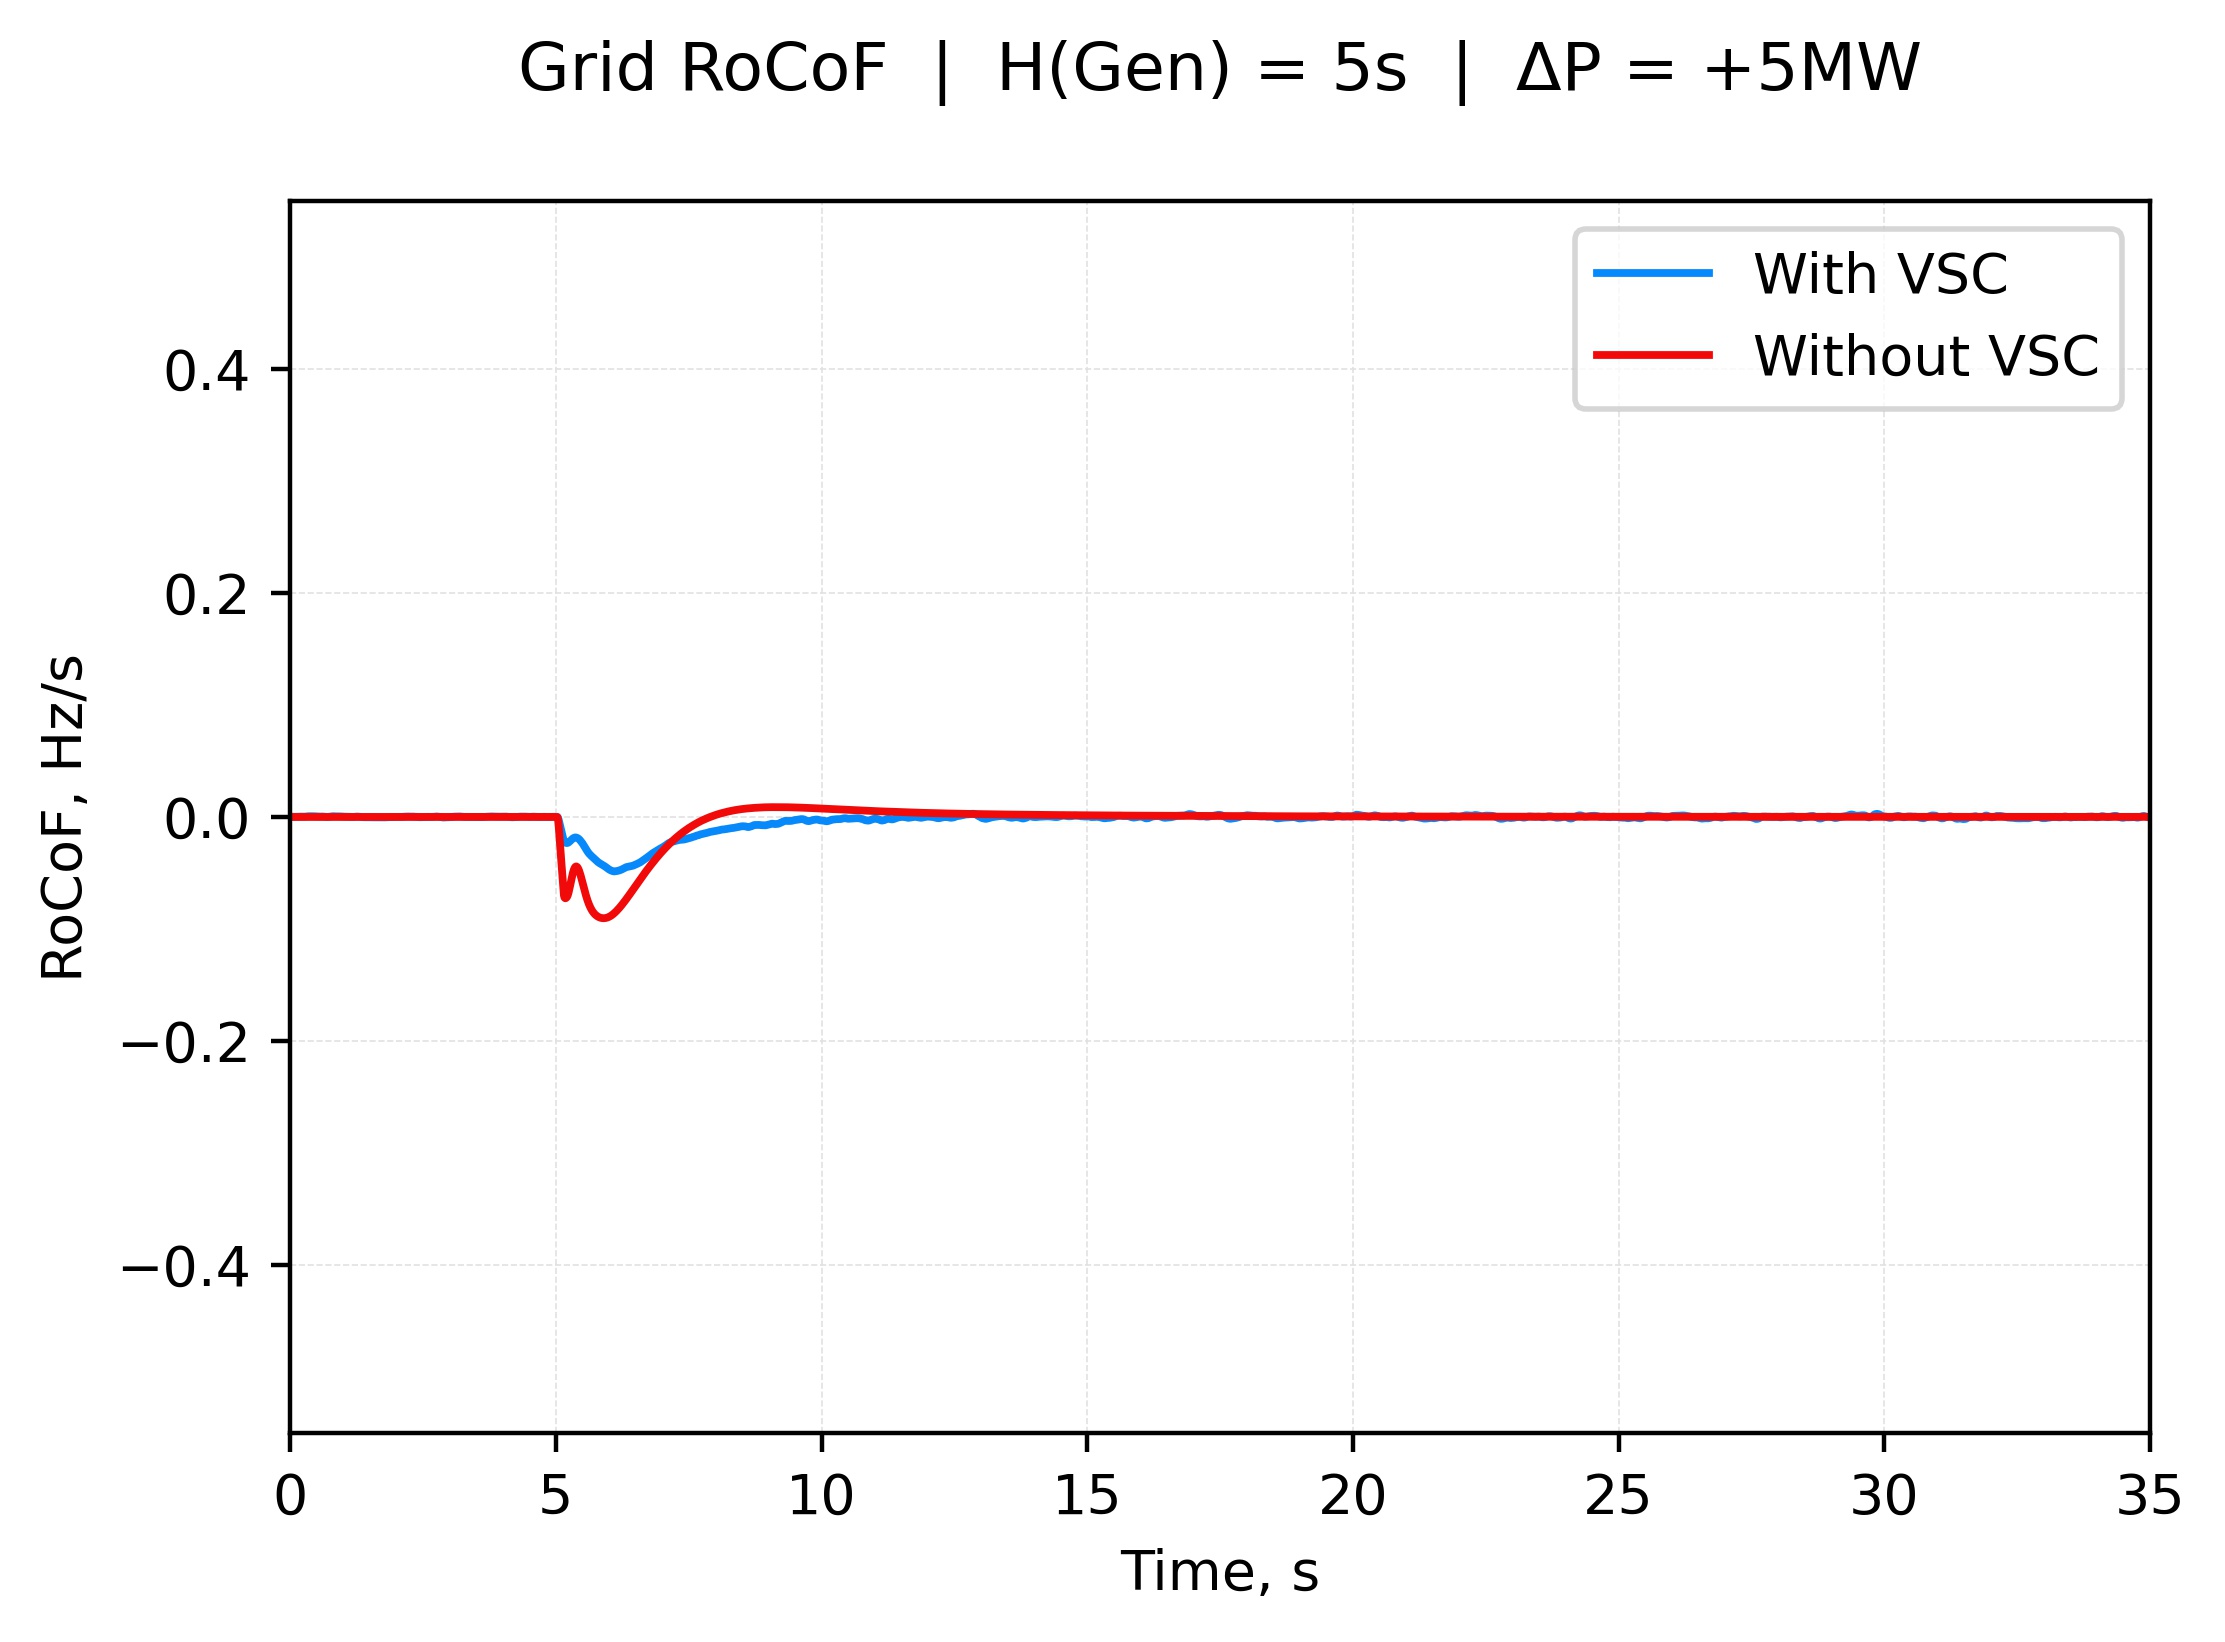 Grid RoCoF | H(Gen) = 5s | ΔP = +5MW
With VSC
Without VSC
RoCoF, Hz/s
0.4
0.2
0.0
−0.2
−0.4
0 5 10 15 20 25 30 35
Time, s